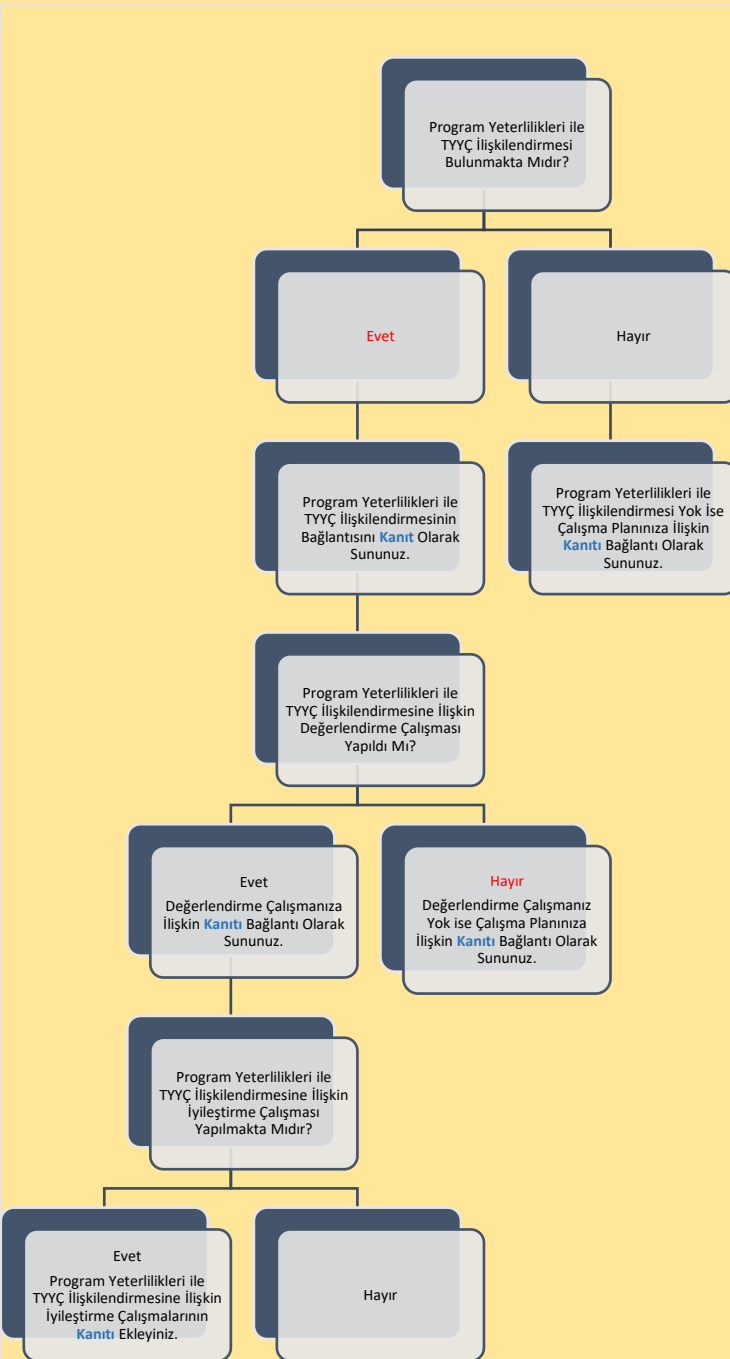 Program Yeterlilikleri ile
TYYÇ İlişkilendirmesi
Bulunmakta Mıdır?
Evet
Hayır
Program Yeterlilikleri ile
TYYÇ İlişkilendirmesinin
Bağlantısını Kanıt Olarak
Sununuz.
Program Yeterlilikleri ile
TYYÇ İlişkilendirmesi Yok İse
Çalışma Planınıza İlişkin
Kanıtı Bağlantı Olarak
Sununuz.
Program Yeterlilikleri ile
TYYÇ İlişkilendirmesine İlişkin
Değerlendirme Çalışması
Yapıldı Mı?
Evet
Değerlendirme Çalışmanıza
İlişkin Kanıtı Bağlantı Olarak
Sununuz.
Hayır
Değerlendirme Çalışmanız
Yok ise Çalışma Planınıza
İlişkin Kanıtı Bağlantı Olarak
Sununuz.
Program Yeterlilikleri ile
TYYÇ İlişkilendirmesine İlişkin
İyileştirme Çalışması
Yapılmakta Mıdır?
Evet
Program Yeterlilikleri ile
TYYÇ İlişkilendirmesine İlişkin
İyileştirme Çalışmalarının
Kanıtı Ekleyiniz.
Hayır